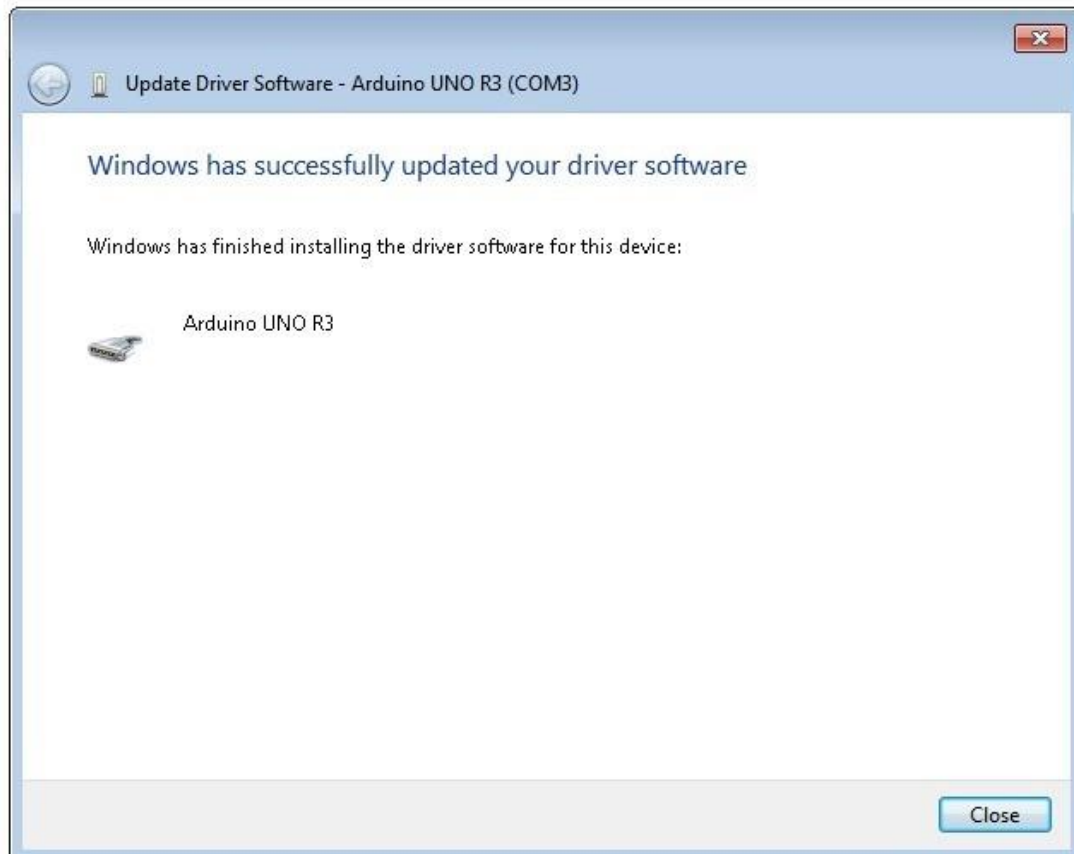 Update Driver Software - Arduino UNO R3 (COM3)
Windows has successfully updated your driver software
Windows has finished installing the driver software for this device:
Arduino UNO R3
Close